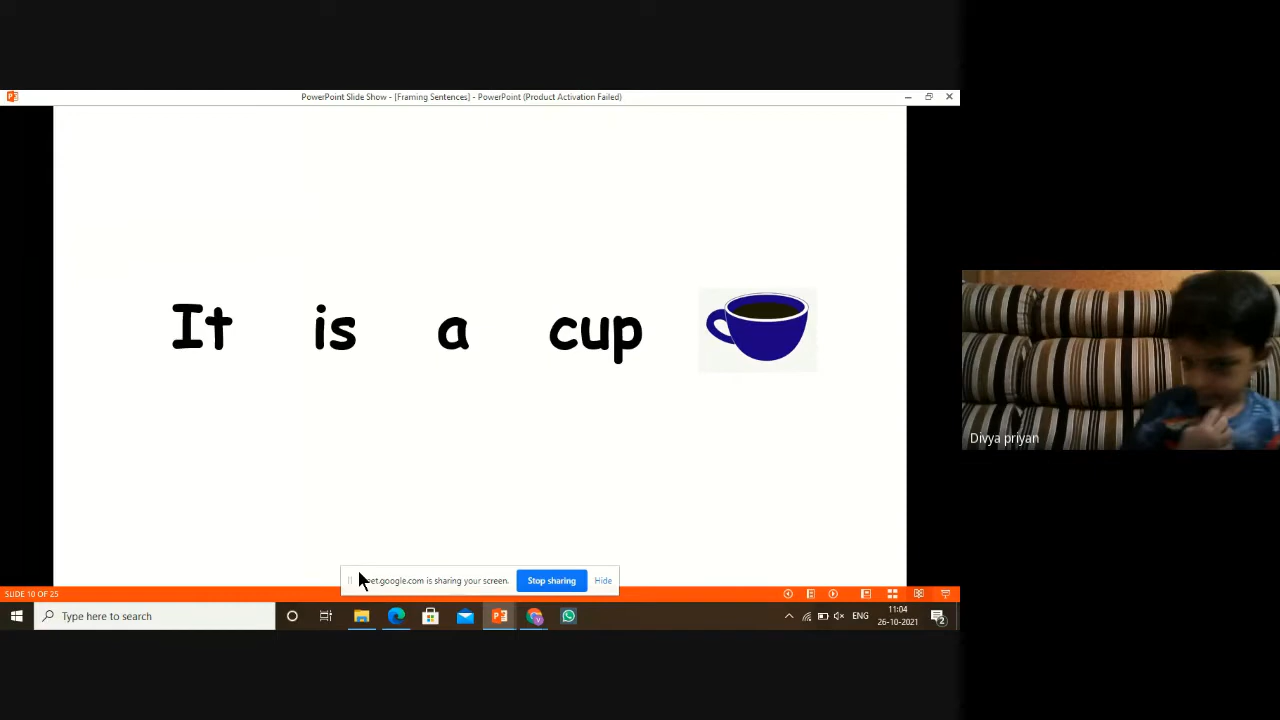 PowerPoint Slide Show - [Framing Sentences] - PowerPoint (Product Activation Failed)
It is a cup
Divya priyan
.google.com is sharing your screen. Stop sharing Hide
SLIDE 10 OF 25
Type here to search
ENG
11:04
26-10-2021
2